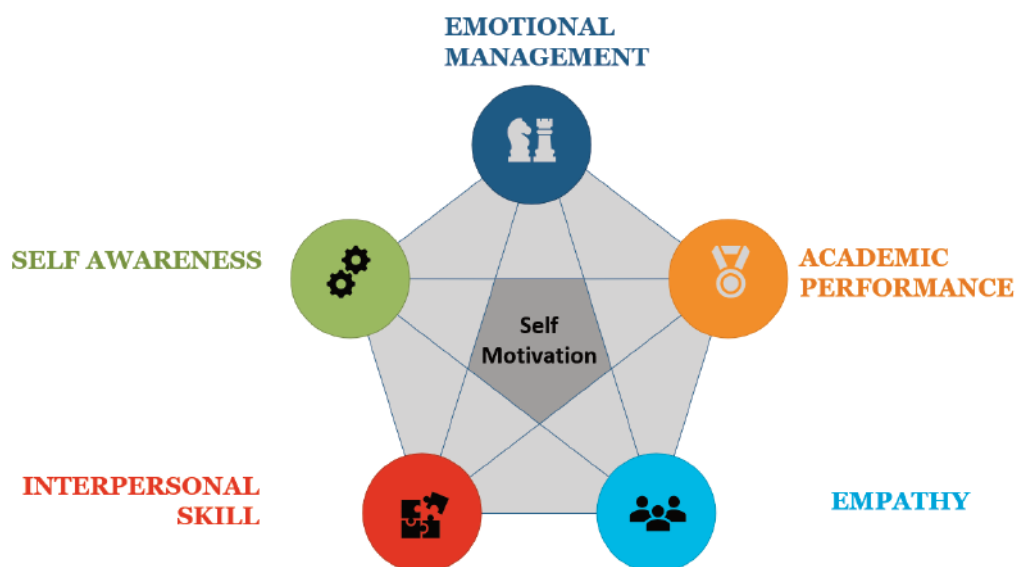 EMOTIONAL
MANAGEMENT
SELF AWARENESS
ACADEMIC
PERFORMANCE
Self
Motivation
INTERPERSONAL
SKILL
EMPATHY